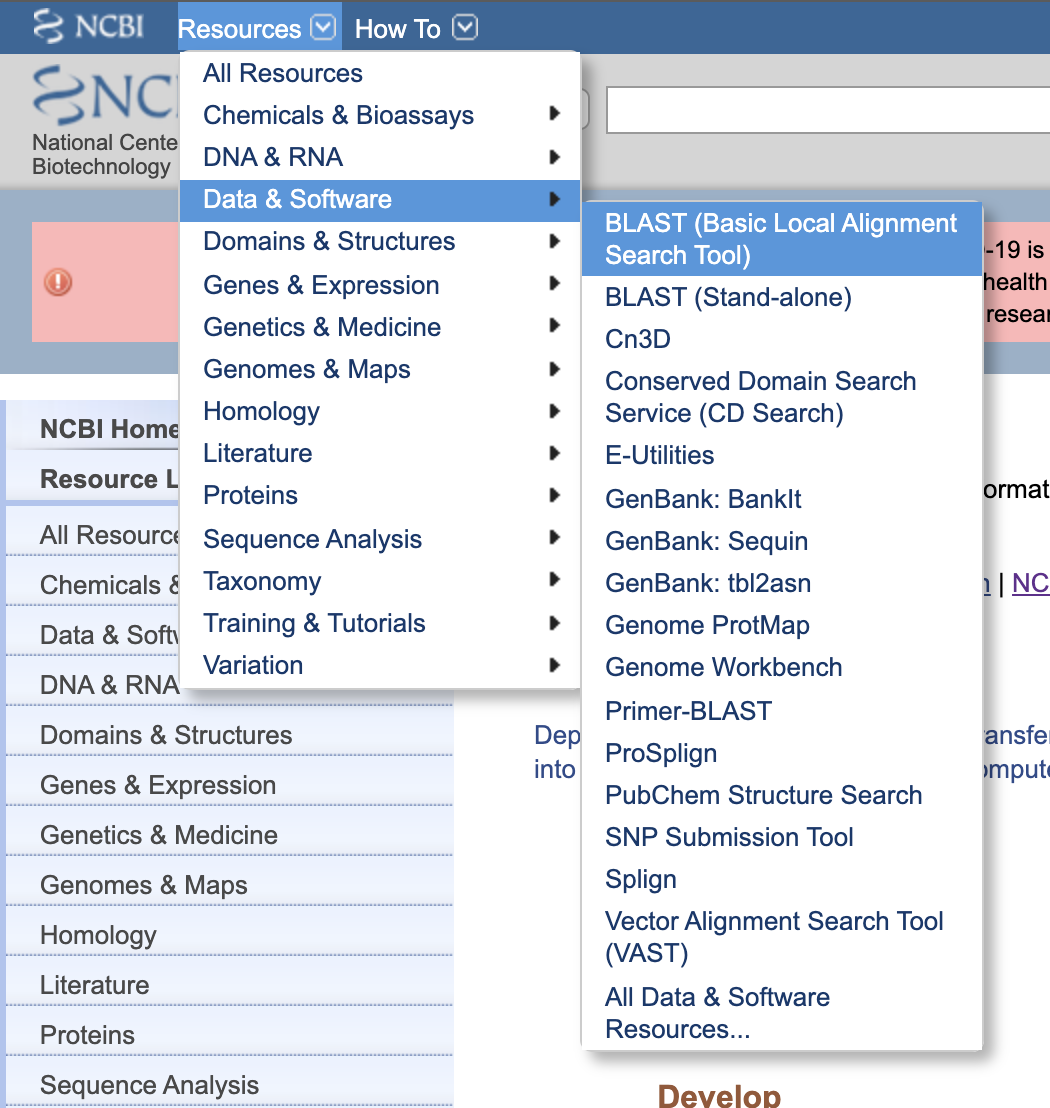 NCBI Resources How To
NC
National Cente
Biotechnology
All Resources
Chemicals & Bioassays
DNA & RNA
Data & Software
Domains & Structures
Genes & Expression
Genetics & Medicine
Genomes & Maps
Homology
Literature
Proteins
Sequence Analysis
Taxonomy
Training & Tutorials
Variation
BLAST (Basic Local Alignment
Search Tool)
BLAST (Stand-alone)
Cn3D
Conserved Domain Search
Service (CD Search)
E-Utilities
GenBank: BankIt
GenBank: Sequin
GenBank: tbl2asn
Genome ProtMap
Genome Workbench
Primer-BLAST
ProSplign
PubChem Structure Search
SNP Submission Tool
Splign
Vector Alignment Search Tool
(VAST)
All Data & Software
Resources...
-19 is
health
resear
NCBI Home
Resource L
All Resource
Chemicals &
Data & Softw
DNA & RNA
Domains & Structures
Genes & Expression
Genetics & Medicine
Genomes & Maps
Homology
Literature
Proteins
Sequence Analysis
ormat
n | NC
Dep
into
ransfe
ompute
Develop